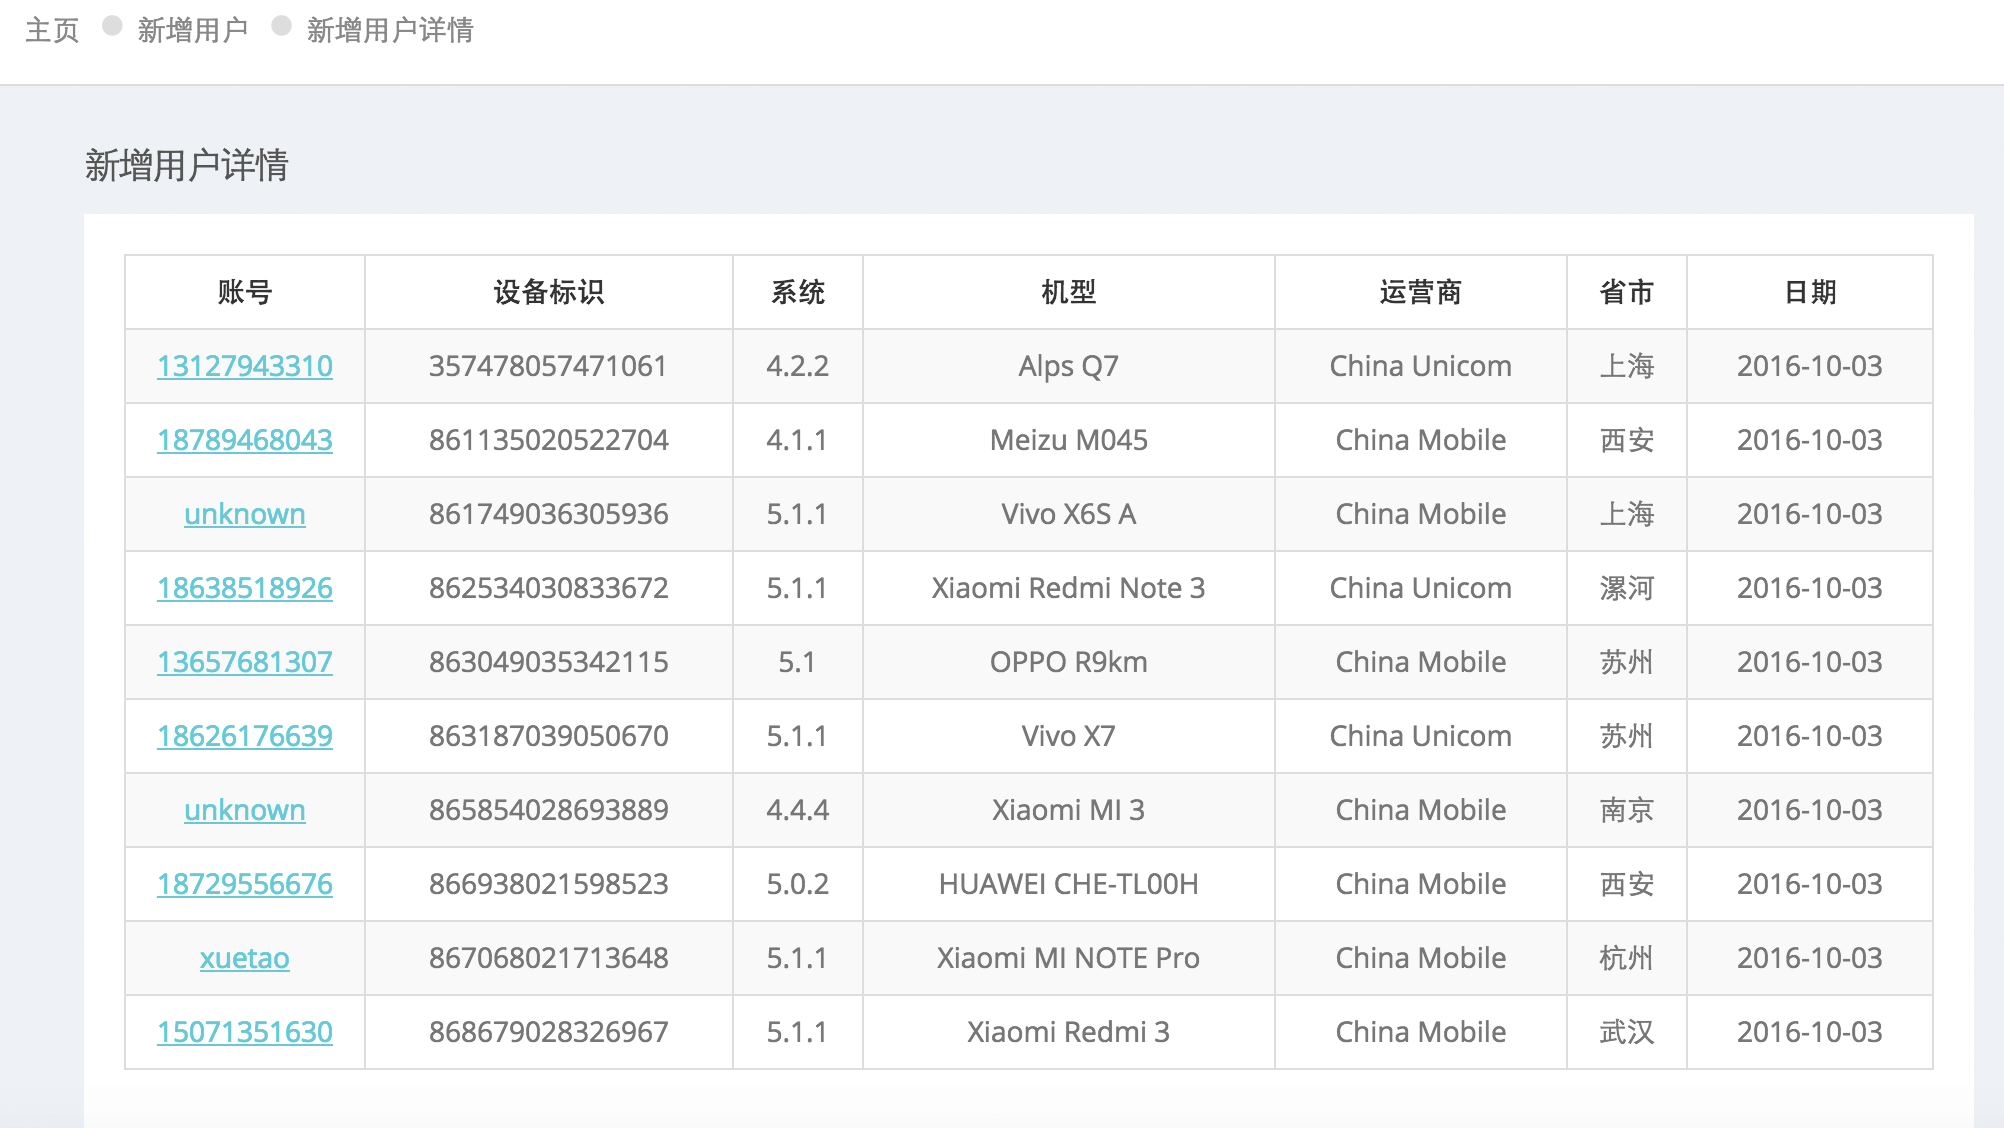 主页 新增用户 新增用户详情
新增用户详情
账号 设备标识 系统 机型 运营商 省市 日期
13127943310 357478057471061 4.2.2 Alps Q7 China Unicom 上海 2016-10-03
18789468043 861135020522704 4.1.1 Meizu M045 China Mobile 西安 2016-10-03
unknown 861749036305936 5.1.1 Vivo X6S A China Mobile 上海 2016-10-03
18638518926 862534030833672 5.1.1 Xiaomi Redmi Note 3 China Unicom 漯河 2016-10-03
13657681307 863049035342115 5.1 OPPO R9km China Mobile 苏州 2016-10-03
18626176639 863187039050670 5.1.1 Vivo X7 China Unicom 苏州 2016-10-03
unknown 865854028693889 4.4.4 Xiaomi MI 3 China Mobile 南京 2016-10-03
18729556676 866938021598523 5.0.2 HUAWEI CHE-TL00H China Mobile 西安 2016-10-03
xuetao 867068021713648 5.1.1 Xiaomi MI NOTE Pro China Mobile 杭州 2016-10-03
15071351630 868679028326967 5.1.1 Xiaomi Redmi 3 China Mobile 武汉 2016-10-03